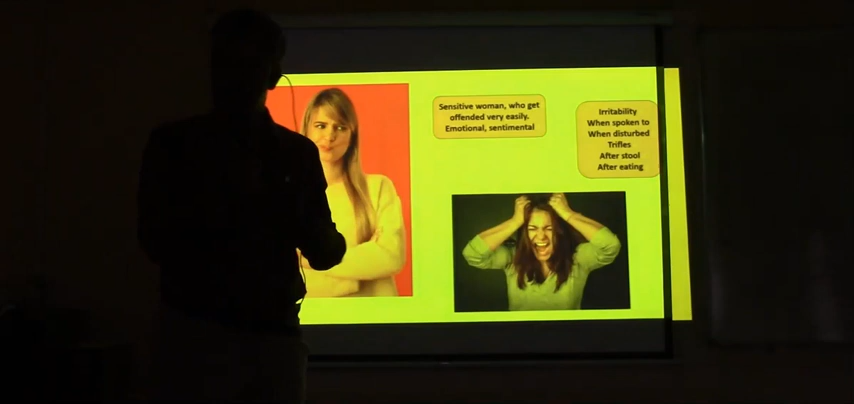 Sensitive woman, who get
offended very easily.
Emotional, sentimental
Irritability
When spoken to
When disturbed
Trifles
After stool
After eating